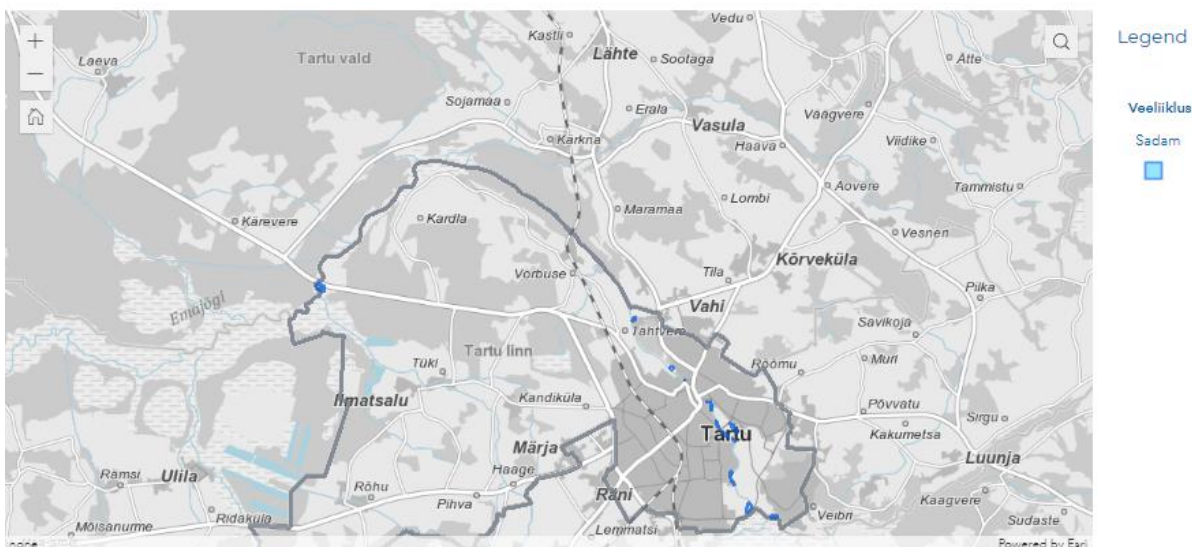 Vedu
Kastli
Legend
Lähte
Sootaga
Atte
Laeva
Tartu vald
Sojamaa
Erala
Vaagvere
Veeliiklus
Vasula
Karkna
Haava
Viidike
Sadam
Aovere
Tammistu
Lombi
Maramaa
Kärevere
Kardla
Vesneri
Kõrveküla
Vorbuse
Tila
Pilka
Emajõgi
Vahi
Savikoja
Tahtvere
Tartu linn
Tüki
Rõõmu
Muri
Ilmatsalu
Kandiküla
Põvvatu
Sirgu
Tartu
Kakumetsa
Märja
Luunja
Haage
Rämsi
Ulila
Rõhu
Räni
Kaagvere
Pihva
Veibri
Ridaküla
Sudaste
Mõisanurme
Lemmatsi
Powered by Esri